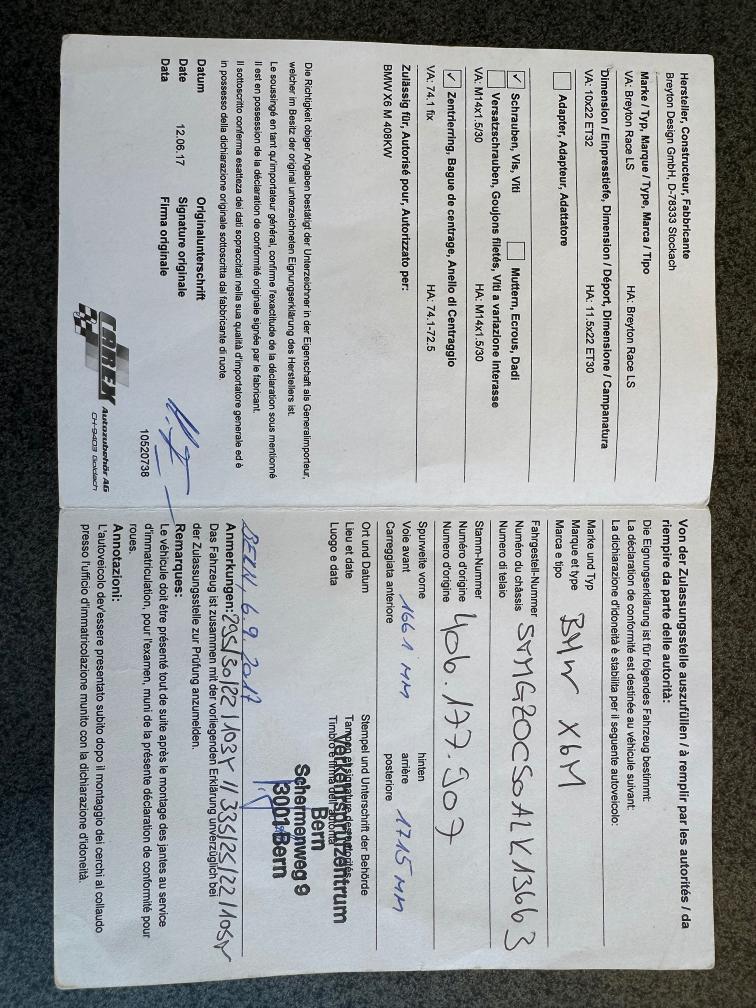 Hersteller, Constructeur, Fabbricante
Breyton Design GmbH, D-78333 Stockach
Marke / Typ, Marque / Type, Marca / Tipo
VA: Breyton Race LS HA: Breyton Race LS
Dimension / Einpresstiefe, Dimension / Déport, Dimensione / Campanatura
VA: 10x22 ET32 HA: 11.5x22 ET30
☐ Adapter, Adapteur, Adattatore
☑ Schrauben, Vis, Viti ☐ Muttern, Ecrous, Dadi
☐ Versatzschrauben, Goujons filetés, Viti a variazione Interasse
VA: M14x1.5/30 HA: M14x1.5/30
☑ Zentrierring, Bague de centrage, Anello di Centraggio
VA: 74.1 fix HA: 74.1-72.5
Zulässig für, Autorisé pour, Autorizzato per:
BMW X6 M 408KW
Die Richtigkeit obiger Angaben bestätigt der Unterzeichner in der Eigenschaft als Generalimporteur,
welcher im Besitz der original unterzeichneten Eignungserklärung des Herstellers ist.
Le soussigné en tant qu'importateur général, confirme l'exactitude de la déclaration sous mentionné
Il est en possession de la déclaration de conformité originale signée par le fabricant.
Il sottoscritto conferma esattezza dei dati sopracitati nella sua qualità d'importatore generale ed è
in possesso della dichiarazione originale sottoscritta dal fabbricante di ruote.
Datum Originalunterschrift
Date 12.06.17 Signature originale
Data Firma originale
10520738
CAREX Autozubehör AG
CH-9403 Goldach
Von der Zulassungsstelle auszufüllen / à remplir par les autorités / da
riempire da parte delle autorità:
Die Eignungserklärung ist für folgendes Fahrzeug bestimmt:
La déclaration de conformité est destinée au véhicule suivant:
La dichiarazione d'idoneità è stabilita per il seguente autoveicolo:
Marke und Typ
Marque et type BMW X6M
Marca e tipo
Fahrgestell-Nummer
Numéro du châssis
Numero di telaio
Stamm-Nummer
Numéro d'origine 406.177.907
Numero d'origine
Spurweite vorne hinten
Voie avant 1661 MM arrière 1715 MM
Carreggiata anteriore posteriore
Ort und Datum Stempel und Unterschrift der Behörde
Lieu et date
Luogo e data
Verkehrsprüfzentrum
Bern
Schermenweg 9
3001 Bern
BERN, 6.9.2017
Anmerkungen: 295/30/22 / 103Y // 335/25/22 / 105Y
Das Fahrzeug ist zusammen mit der vorliegenden Erklärung unverzüglich bei
der Zulassungsstelle zur Prüfung anzumelden.
Remarques:
Le véhicule doit être présenté tout de suite après le montage des jantes au service
d'immatriculation, pour l'examen, muni de la présente déclaration de conformité pour
roues.
Annotazioni:
L'autoveicolo dev'essere presentato subito dopo il montaggio dei cerchi al collaudo
presso l'ufficio d'immatricolazione munito con la dichiarazione d'idoneità.